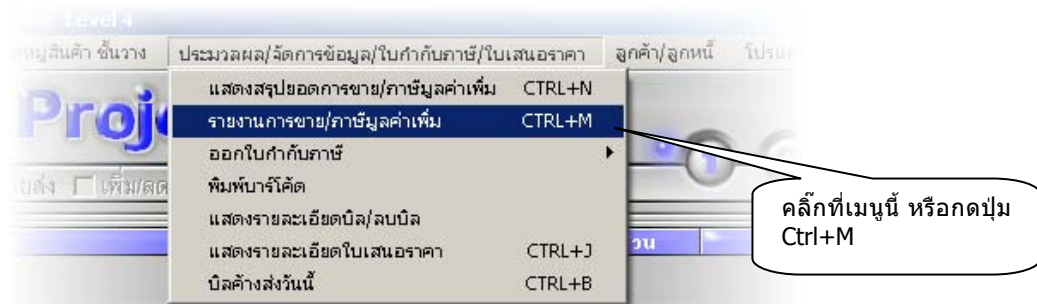 Level 4
ชั้นวาง ประมวลผล/จัดการข้อมูล/ใบกำกับภาษี/ใบเสนอราคา ลูกค้า/ลูกหนี้
Proj
แสดงสรุปยอดการขาย/ภาษีมูลค่าเพิ่ม CTRL+N
รายงานการขาย/ภาษีมูลค่าเพิ่ม CTRL+M
ออกใบกำกับภาษี
พิมพ์บาร์โค้ด
แสดงรายละเอียดบิล/ลบบิล
แสดงรายละเอียดใบเสนอราคา CTRL+J
บิลค้างส่งวันนี้ CTRL+B
คลิ๊กที่เมนูนี้ หรือกดปุ่ม
Ctrl+M